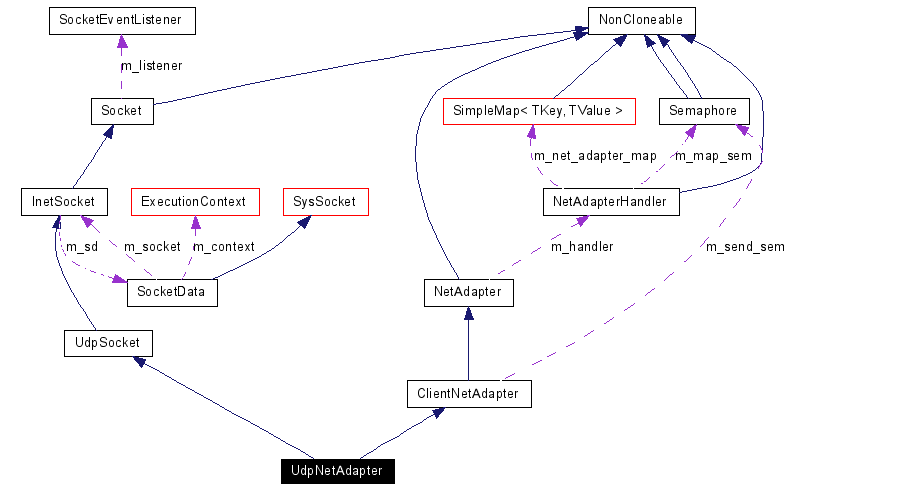 SocketEventListener
NonCloneable
m_listener
Socket
SimpleMap< TKey, TValue >
Semaphore
m_net_adapter_map
m_map_sem
InetSocket
ExecutionContext
SysSocket
NetAdapterHandler
m_sd
m_socket
m_context
m_handler
m_send_sem
SocketData
NetAdapter
UdpSocket
ClientNetAdapter
UdpNetAdapter